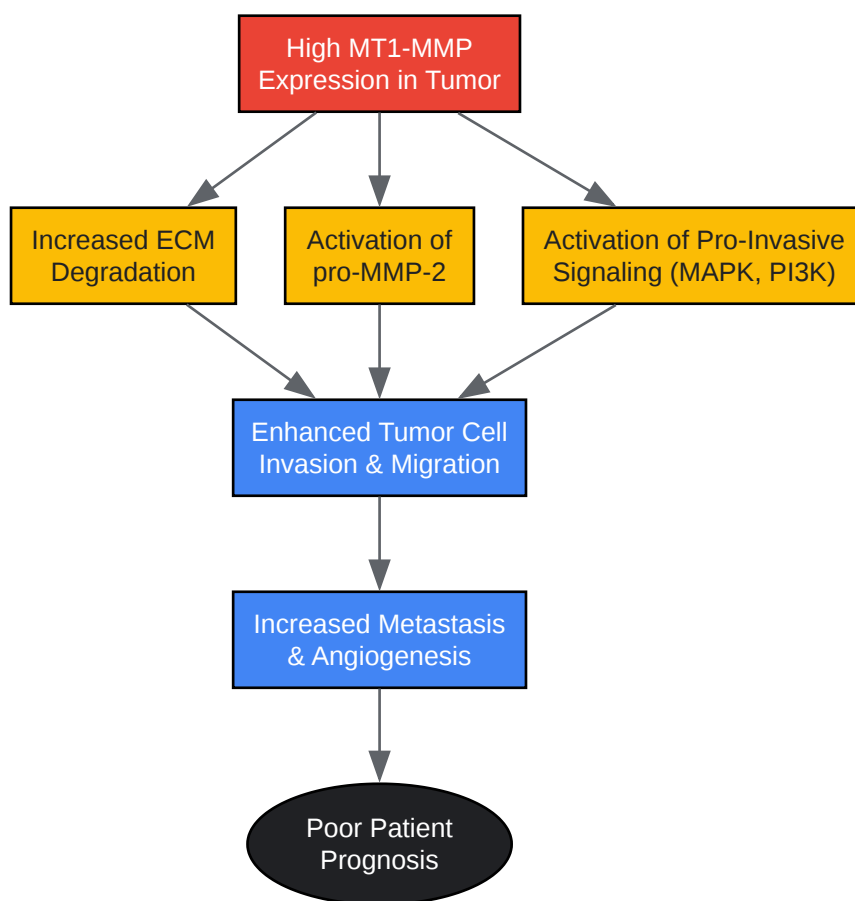 High MT1-MMP
Expression in Tumor
Increased ECM
Degradation
Activation of
pro-MMP-2
Activation of Pro-Invasive
Signaling (MAPK, PI3K)
Enhanced Tumor Cell
Invasion & Migration
Increased Metastasis
& Angiogenesis
Poor Patient
Prognosis